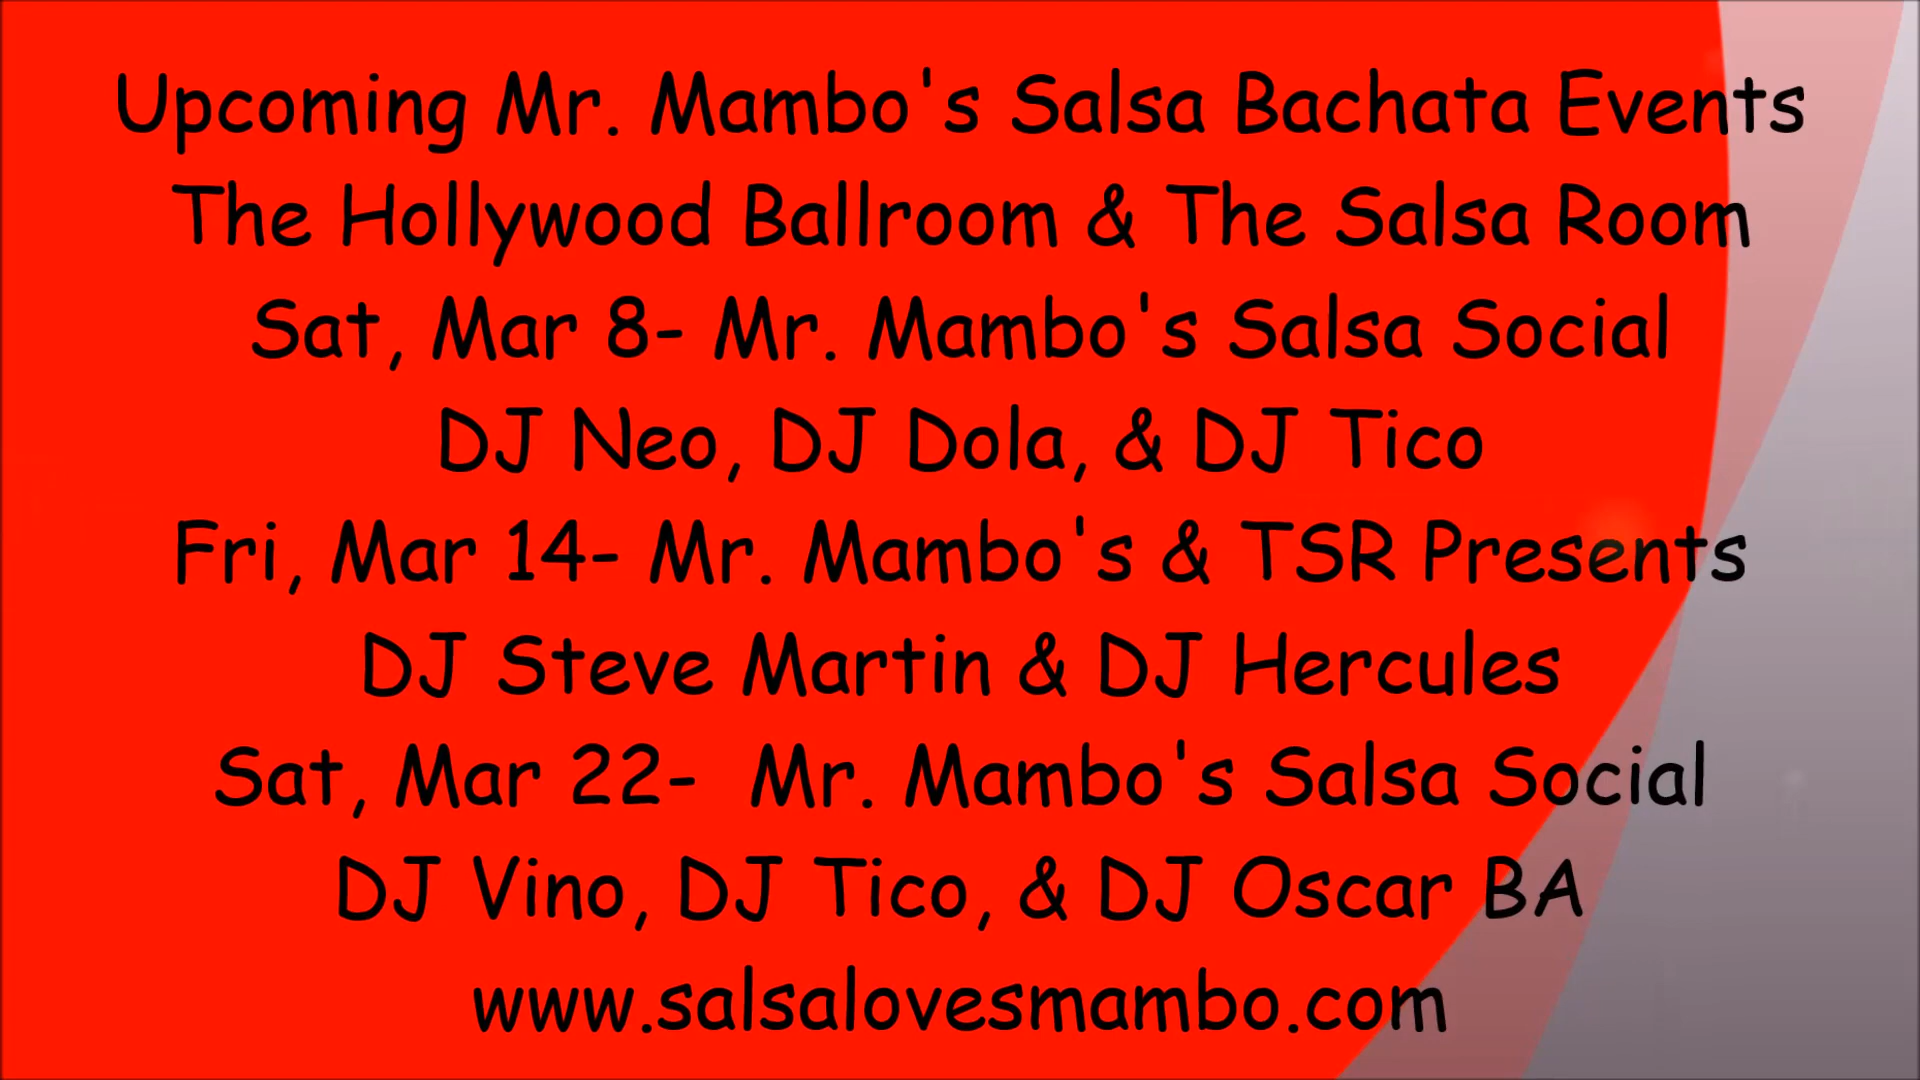 Upcoming Mr. Mambo's Salsa Bachata Events
The Hollywood Ballroom & The Salsa Room
Sat, Mar 8- Mr. Mambo's Salsa Social
DJ Neo, DJ Dola, & DJ Tico
Fri, Mar 14- Mr. Mambo's & TSR Presents
DJ Steve Martin & DJ Hercules
Sat, Mar 22-  Mr. Mambo's Salsa Social
DJ Vino, DJ Tico, & DJ Oscar BA
www.salsalovesmambo.com